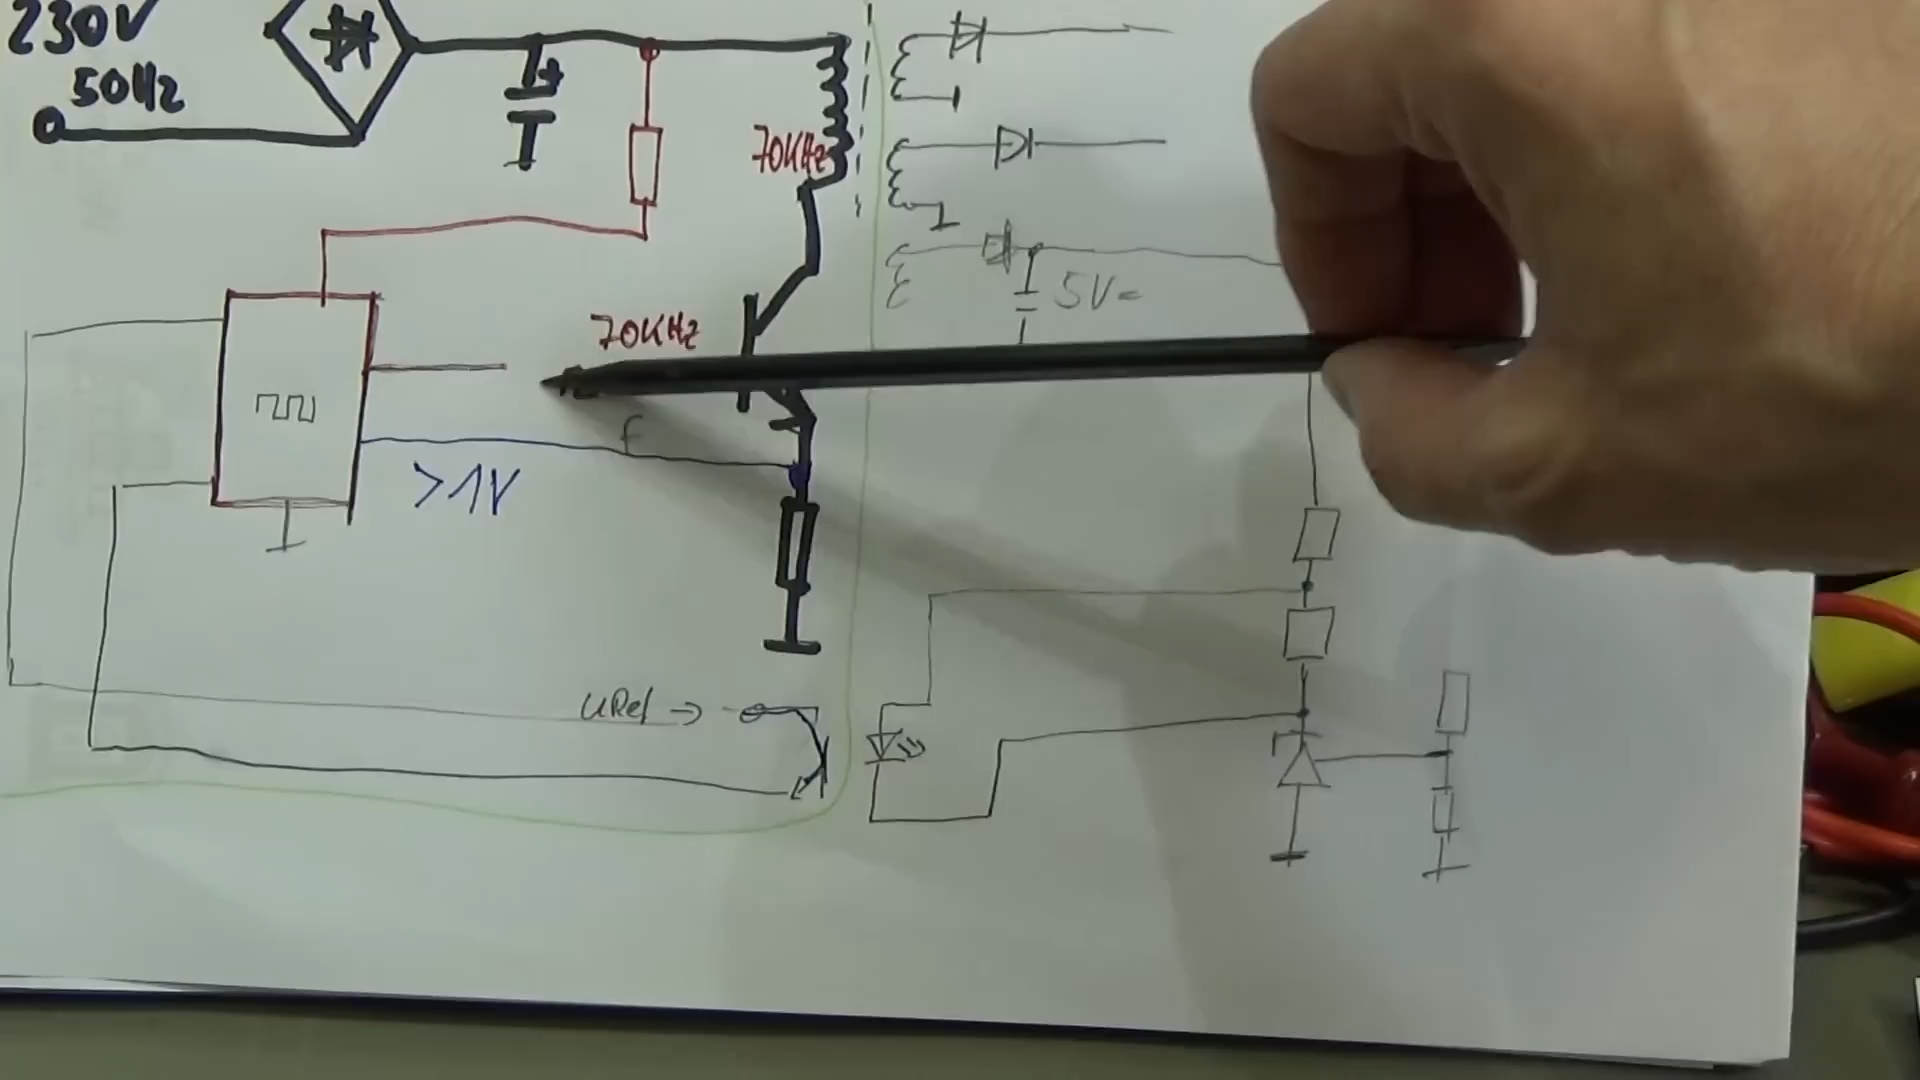 230V
50Hz
70KHz
5V=
70KHz
>1V
URef →